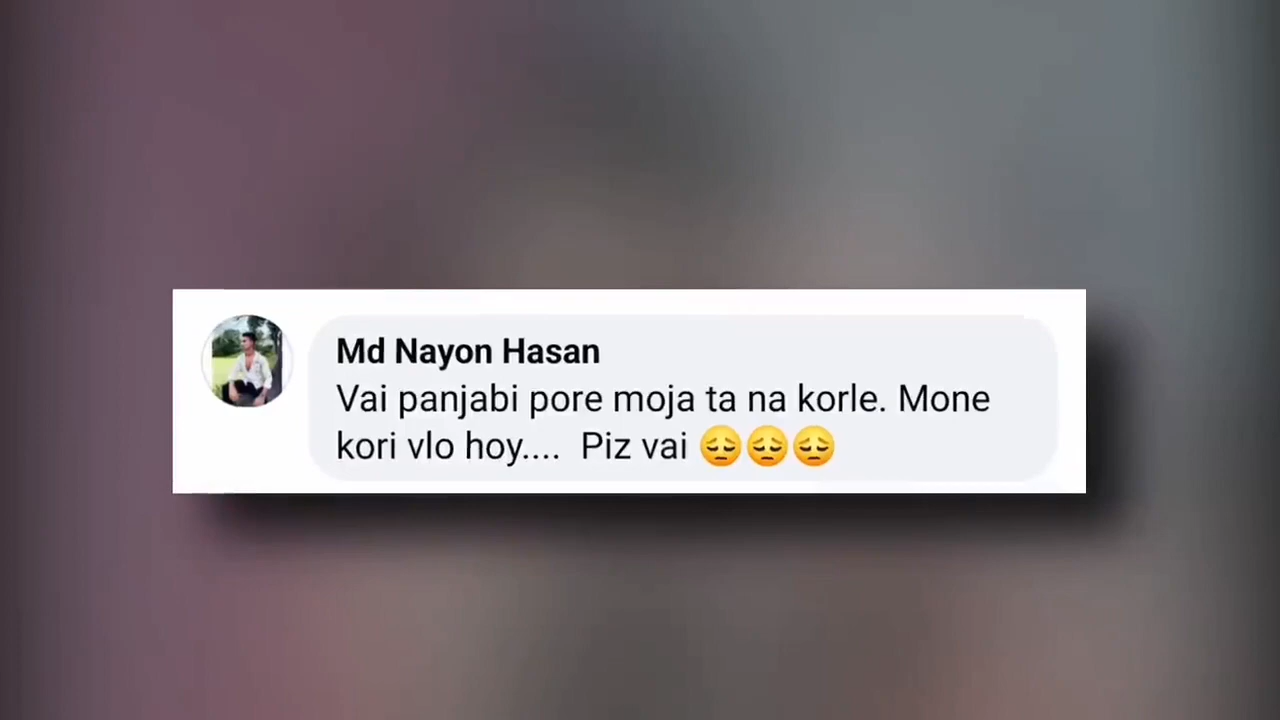 Md Nayon Hasan
Vai panjabi pore moja ta na korle. Mone
kori vlo hoy.... Piz vai 😔😔😔